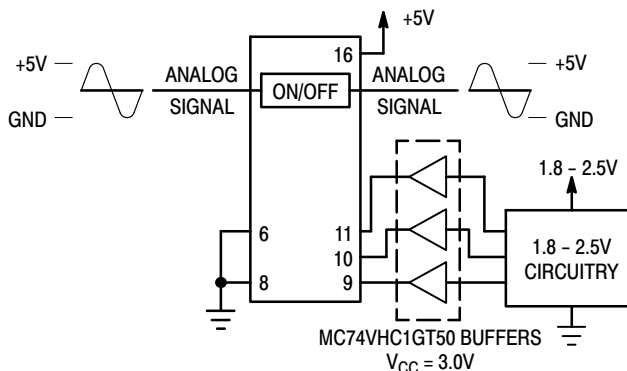 +5V
16
+5V
ANALOG
SIGNAL
ON/OFF
ANALOG
SIGNAL
+5V
GND
GND
1.8 – 2.5V
6
11
10
8
9
1.8 – 2.5V
CIRCUITRY
MC74VHC1GT50 BUFFERS
VCC = 3.0V